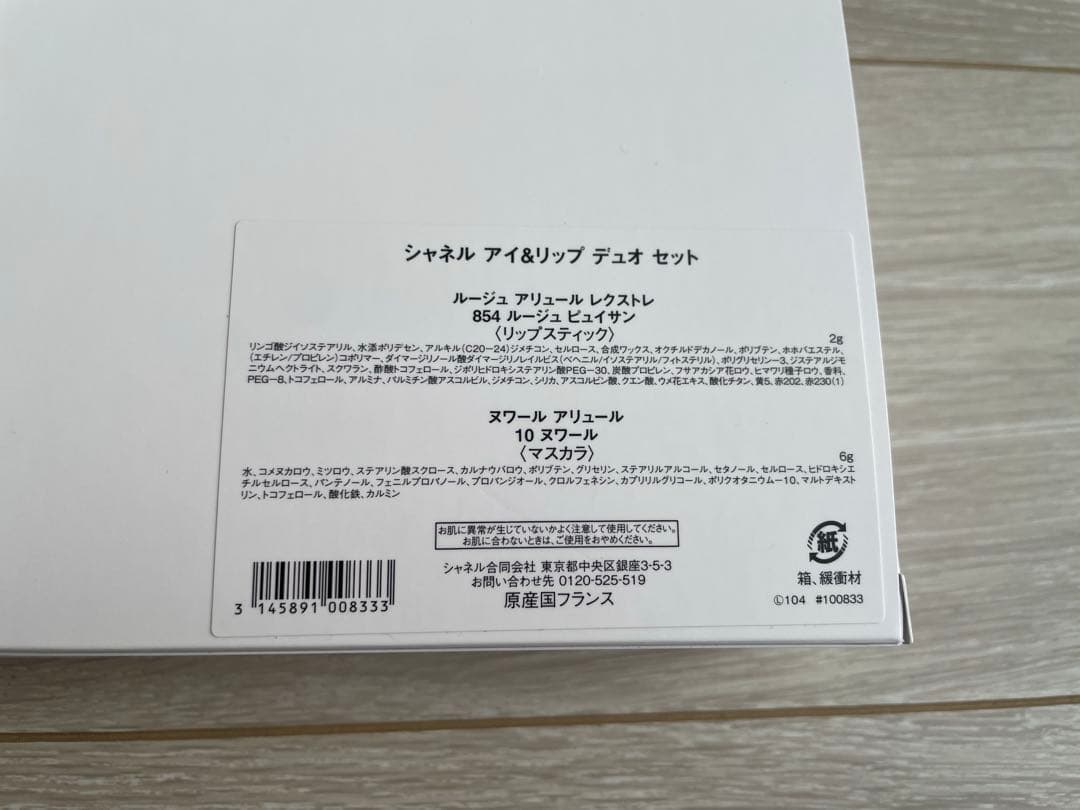 シャネル アイ&リップ デュオ セット
ルージュ アリュール レクストレ
854 ルージュ ピュイサン
〈リップスティック〉
2g
リンゴ酸ジイソステアリル、水添ポリデセン、アルキル(C20-24)ジメチコン、セルロース、合成ワックス、オクチルドデカノール、ポリブテン、ホホバエステル、
(エチレン/プロピレン)コポリマー、ダイマージリノール酸ダイマージリノレイルビス(ベヘニル/イソステアリル/フィトステリル)、ポリグリセリン-3、ジステアルジモ
ニウムヘクトライト、スクワラン、酢酸トコフェロール、ジポリヒドロキシステアリン酸PEG-30、炭酸プロピレン、フサアカシア花ロウ、ヒマワリ種子ロウ、香料、
PEG-8、トコフェロール、アルミナ、パルミチン酸アスコルビル、ジメチコン、シリカ、アスコルビン酸、クエン酸、ウメ花エキス、酸化チタン、黄5、赤202、赤230(1)
ヌワール アリュール
10 ヌワール
〈マスカラ〉
6g
水、コメヌカロウ、ミツロウ、ステアリン酸スクロース、カルナウバロウ、ポリブテン、グリセリン、ステアリルアルコール、セタノール、セルロース、ヒドロキシエ
チルセルロース、パンテノール、フェニルプロパノール、プロパンジオール、クロルフェネシン、カプリリルグリコール、ポリクオタニウム-10、マルトデキスト
リン、トコフェロール、酸化鉄、カルミン
お肌に異常が生じていないかよく注意して使用してください。
お肌に合わないときは、ご使用をおやめください。
シャネル合同会社 東京都中央区銀座3-5-3
お問い合わせ先 0120-525-519
原産国フランス
3 145891 008333
紙
箱、緩衝材
Ⓛ104 #100833